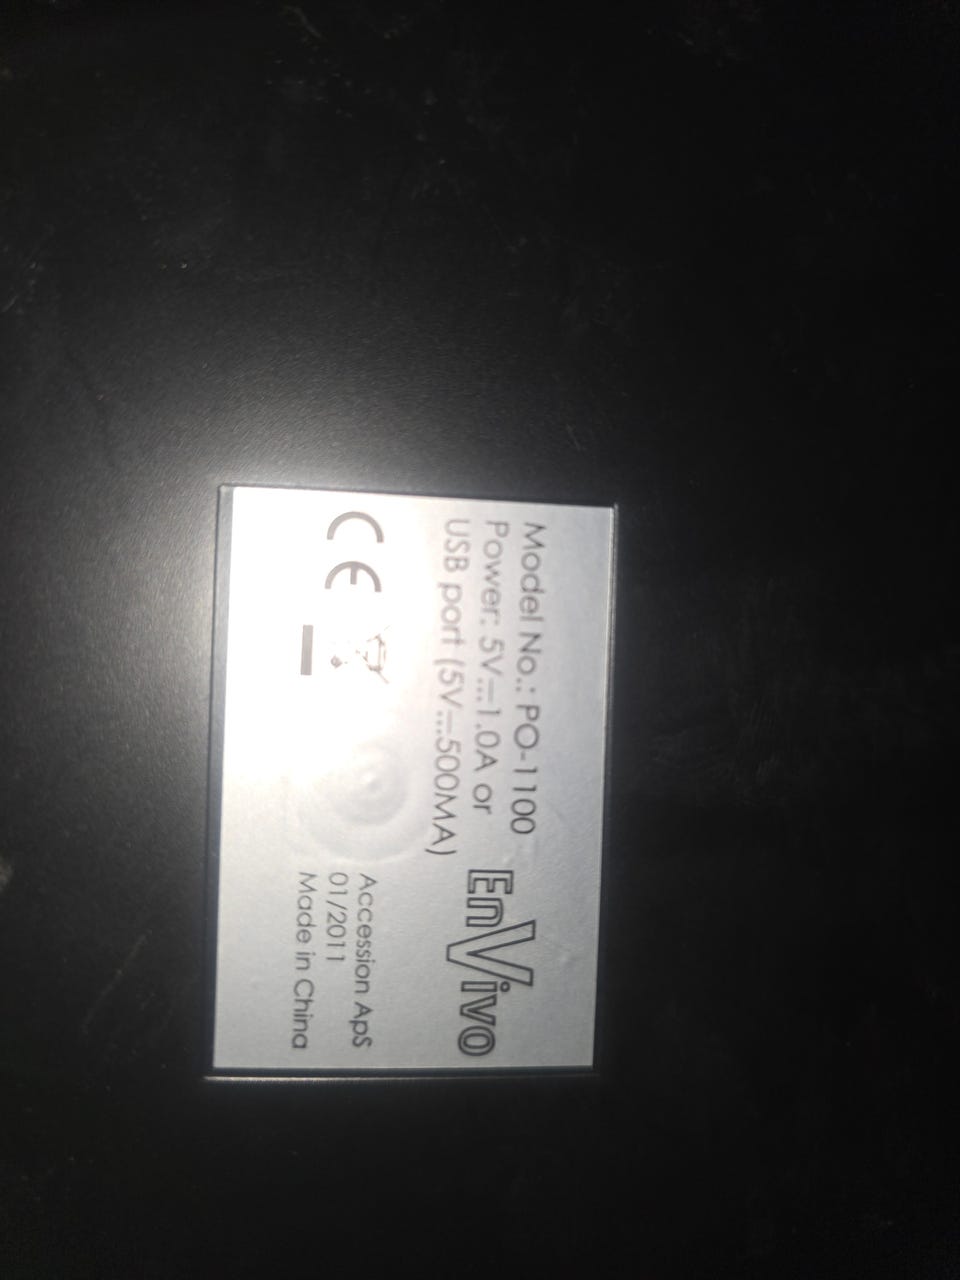 Model No.: PO-1100
Power: 5V⎓1.0A or
USB port (5V⎓500MA)
EnVivo
CE
Accession ApS
01/2011
Made in China